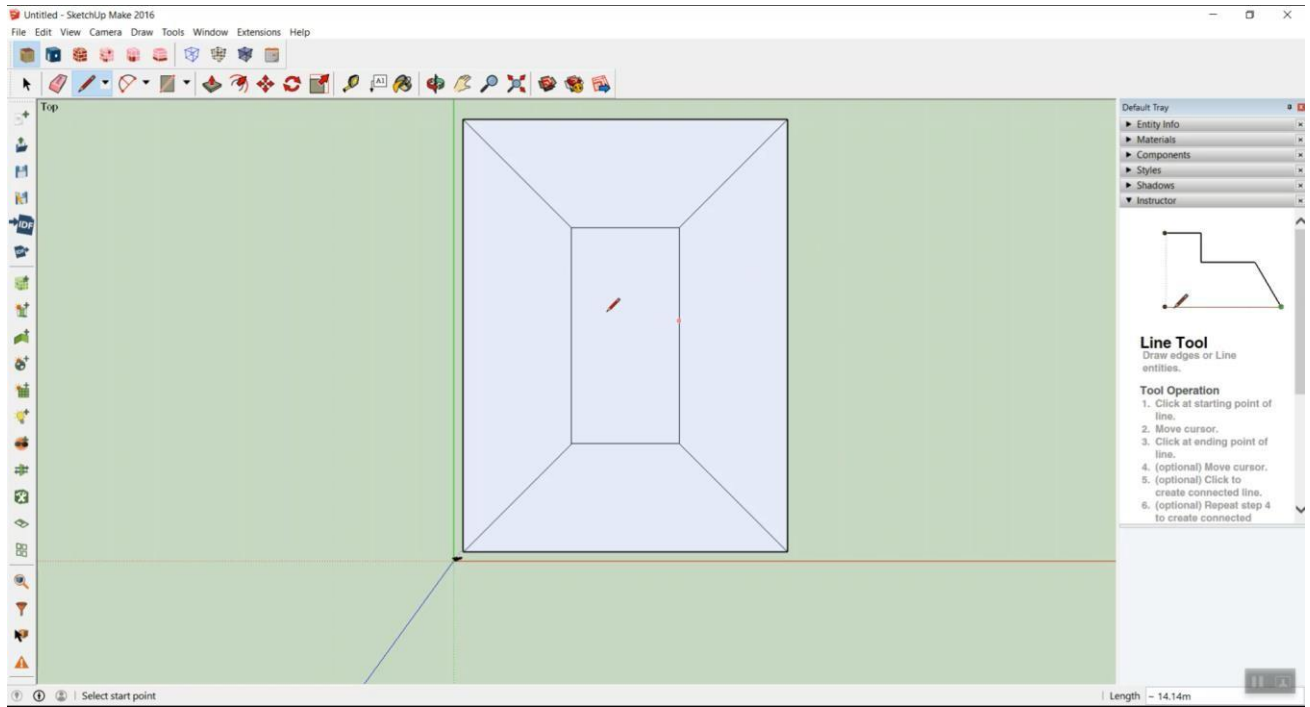 Untitled - SketchUp Make 2016
File Edit View Camera Draw Tools Window Extensions Help
A1
Top
IDF
Default Tray
Entity Info
Materials
Components
Styles
Shadows
Instructor
Line Tool
Draw edges or Line
entities.
Tool Operation
1. Click at starting point of
line.
2. Move cursor.
3. Click at ending point of
line.
4. (optional) Move cursor.
5. (optional) Click to
create connected line.
6. (optional) Repeat step 4
to create connected
Select start point
Length ~ 14.14m